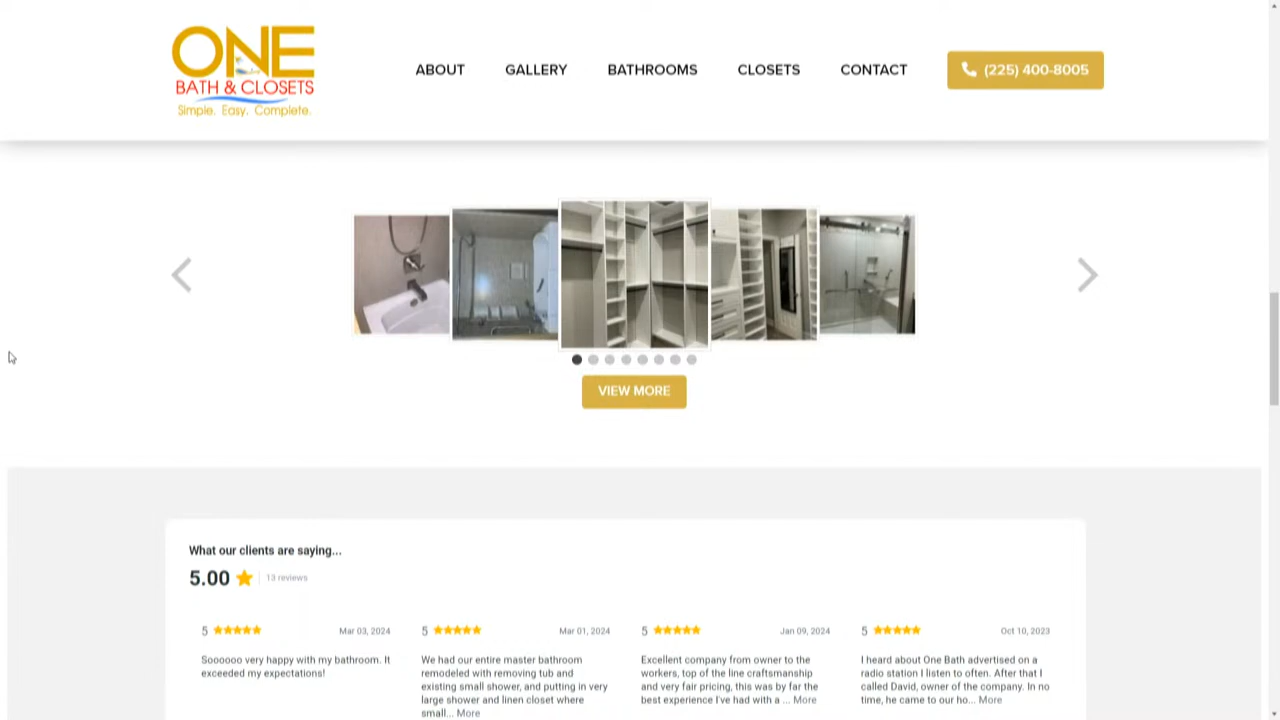 ONE
BATH & CLOSETS
Simple. Easy. Complete.
ABOUT
GALLERY
BATHROOMS
CLOSETS
CONTACT
(225) 400-8005
VIEW MORE
What our clients are saying...
5.00
13 reviews
5
Mar 03, 2024
Soooooo very happy with my bathroom. It
exceeded my expectations!
5
Mar 01, 2024
We had our entire master bathroom
remodeled with removing tub and
existing small shower, and putting in very
large shower and linen closet where
small... More
5
Jan 09, 2024
Excellent company from owner to the
workers, top of the line craftsmanship
and very fair pricing, this was by far the
best experience I've had with a ... More
5
Oct 10, 2023
I heard about One Bath advertised on a
radio station I listen to often. After that I
called David, owner of the company. In no
time, he came to our ho... More